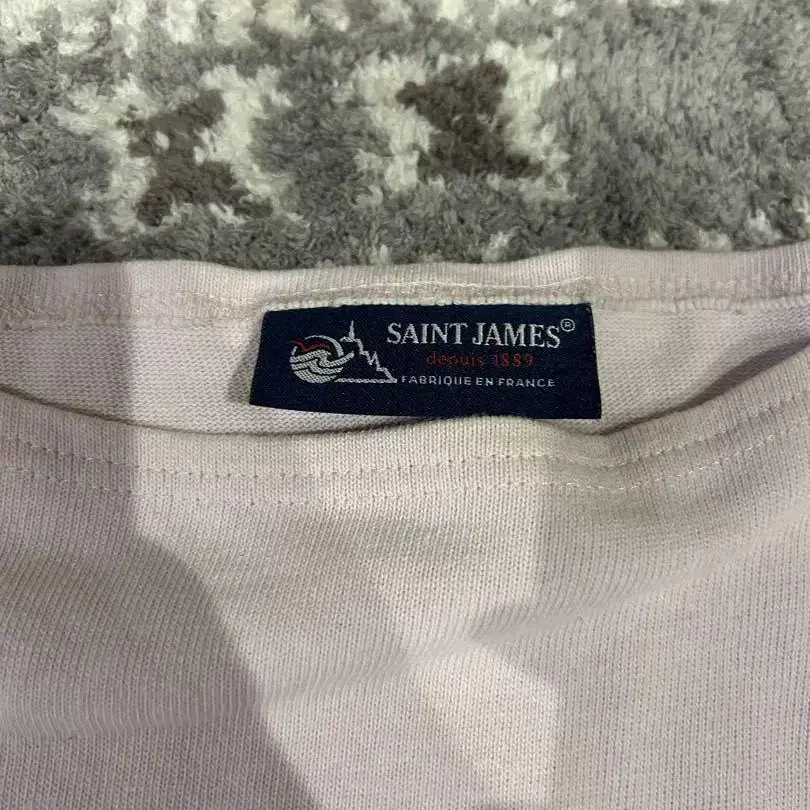 SAINT JAMES®
depuis 1889
FABRIQUE EN FRANCE